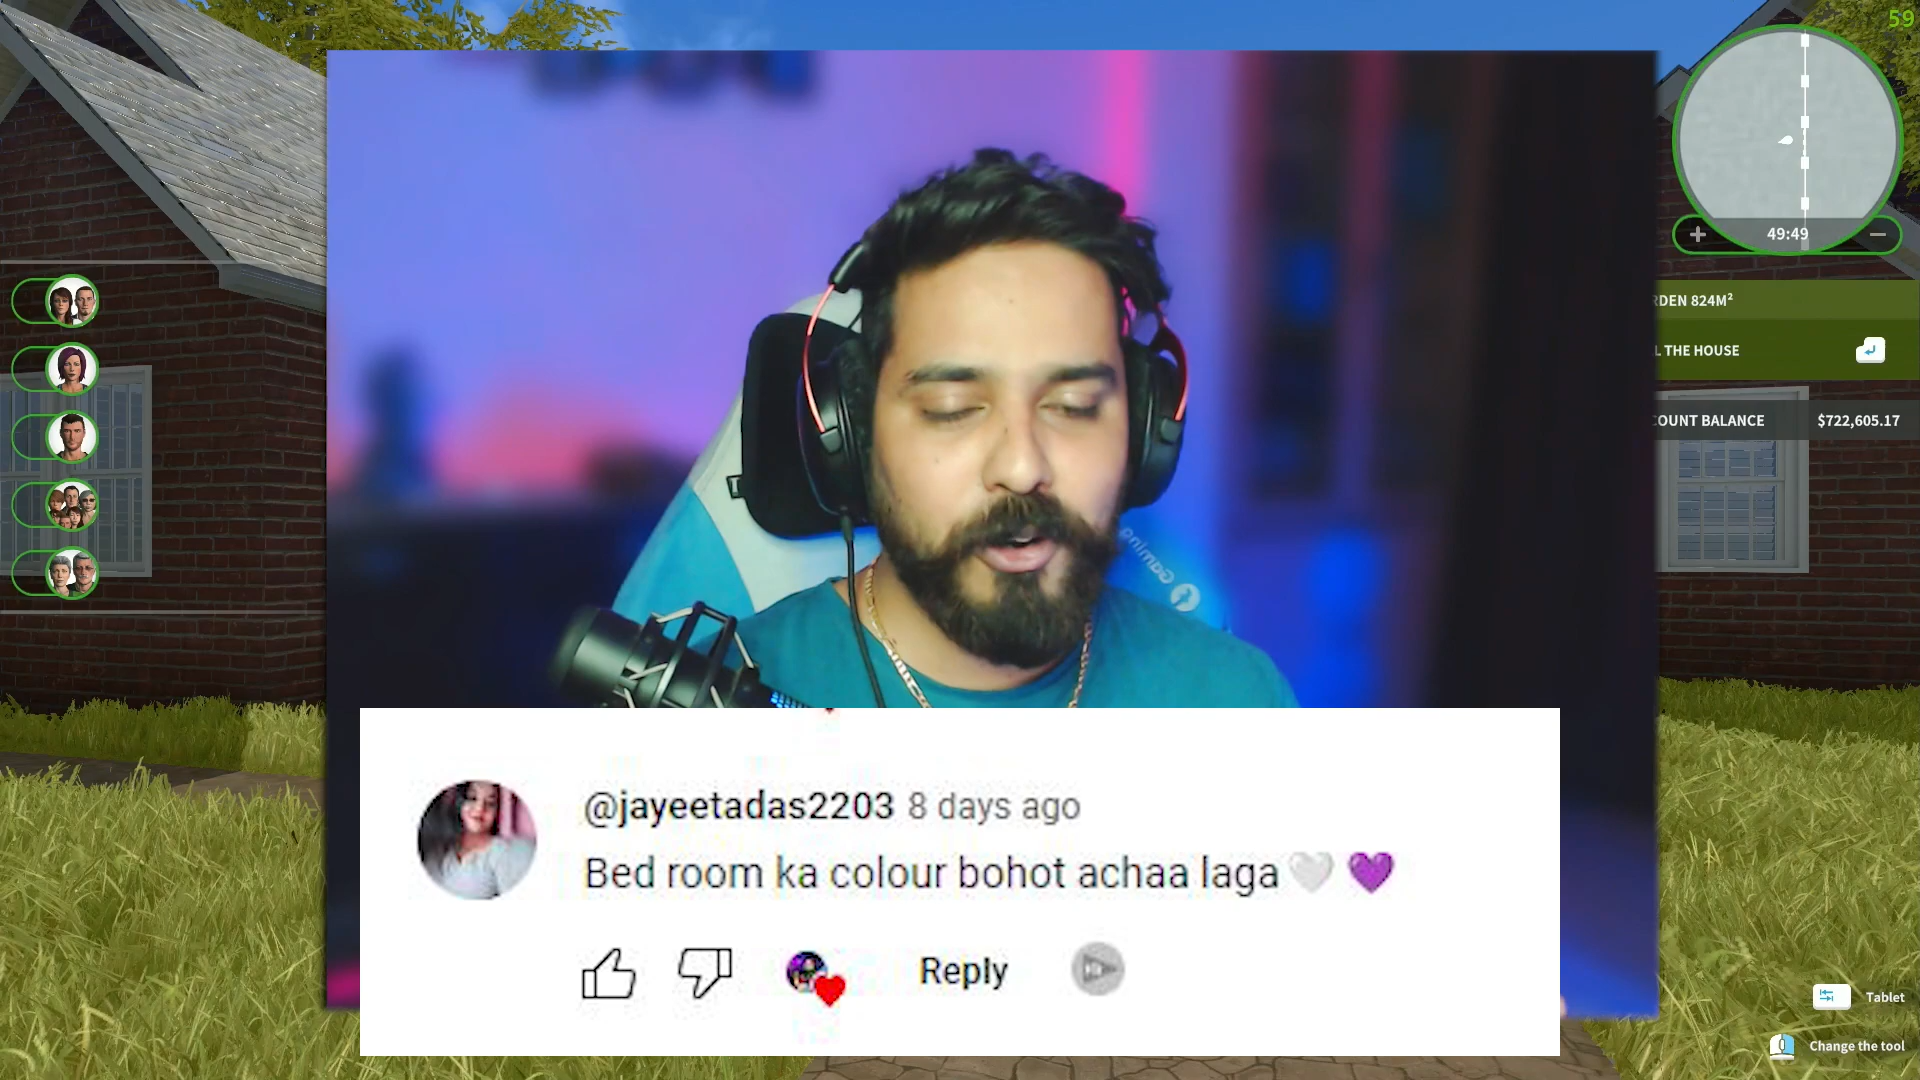 59
49:49
RDEN 824M²
L THE HOUSE
COUNT BALANCE $722,605.17
Gaming
@jayeetadas2203 8 days ago
Bed room ka colour bohot achaa laga🤍 💜
Reply
Tablet
Change the tool